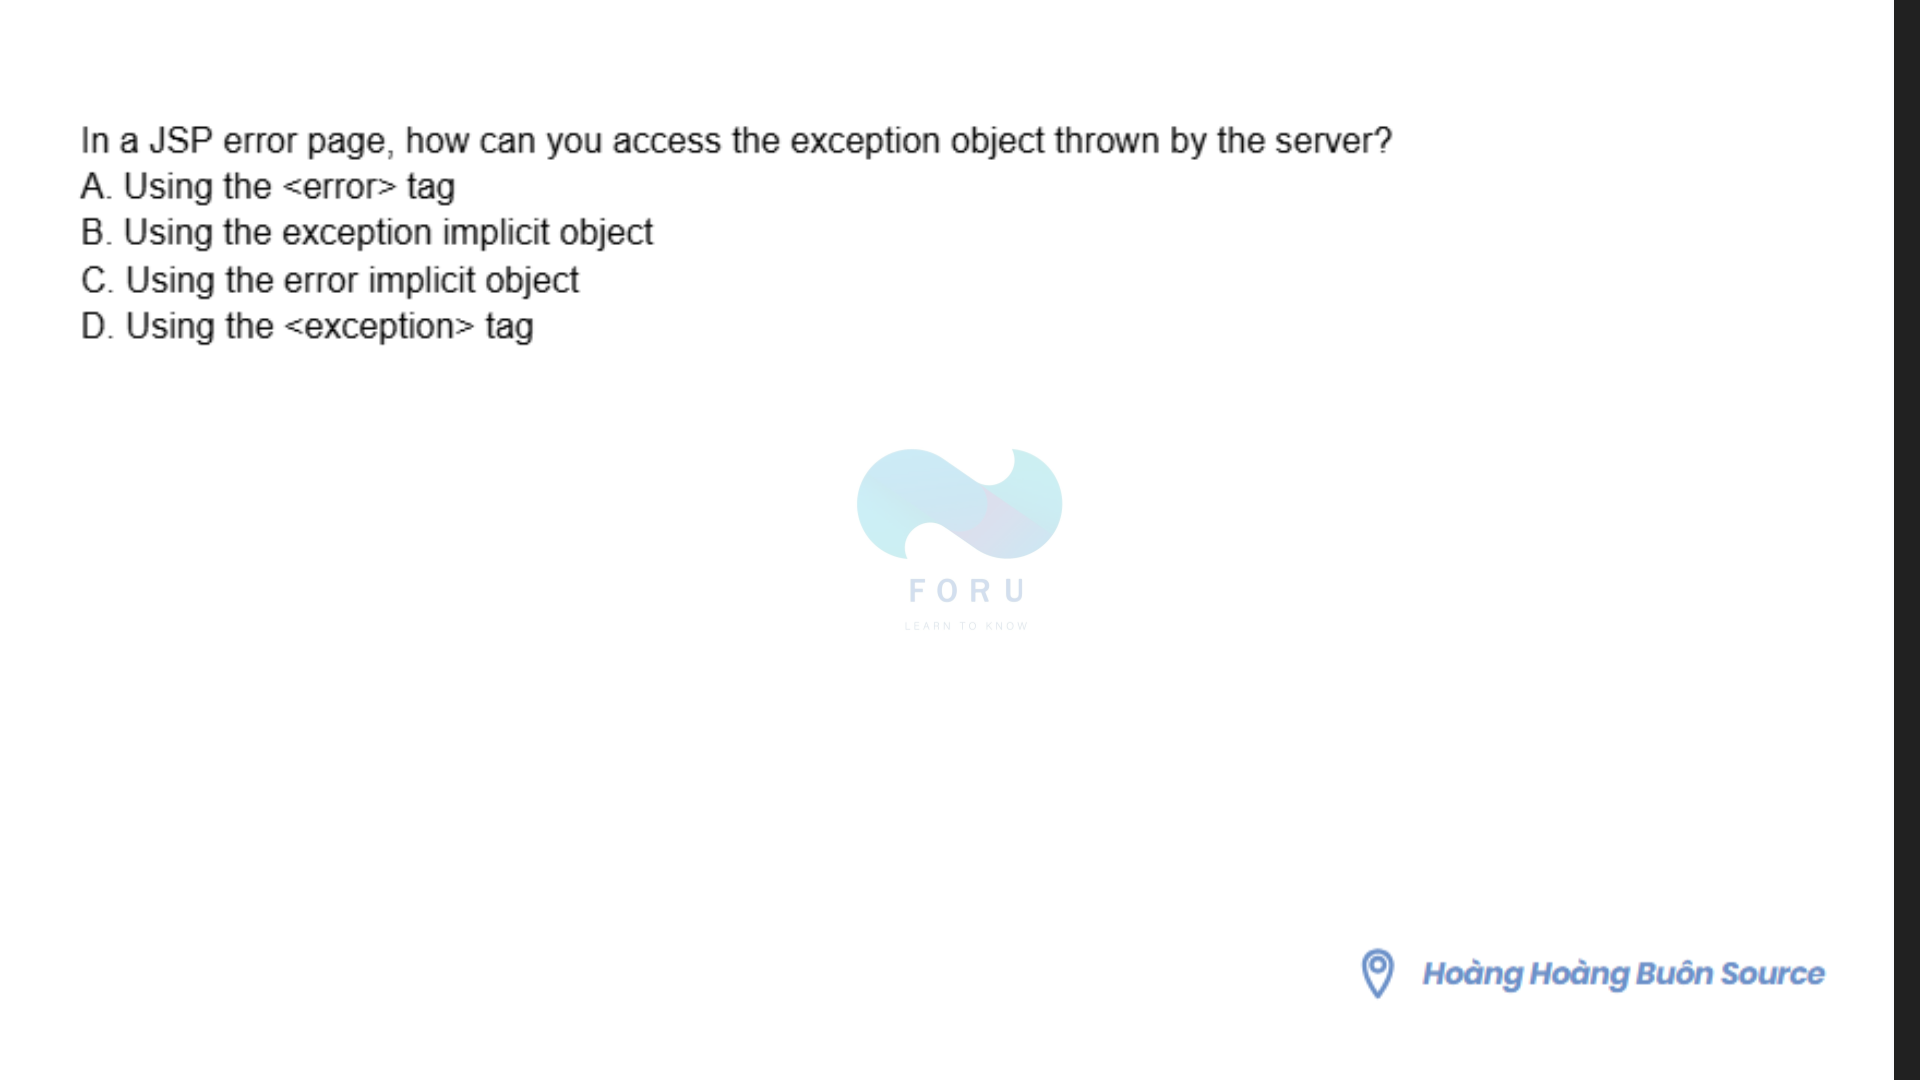 In a JSP error page, how can you access the exception object thrown by the server?
A. Using the <error> tag
B. Using the exception implicit object
C. Using the error implicit object
D. Using the <exception> tag
FORU
LEARN TO KNOW
Hoàng Hoàng Buôn Source